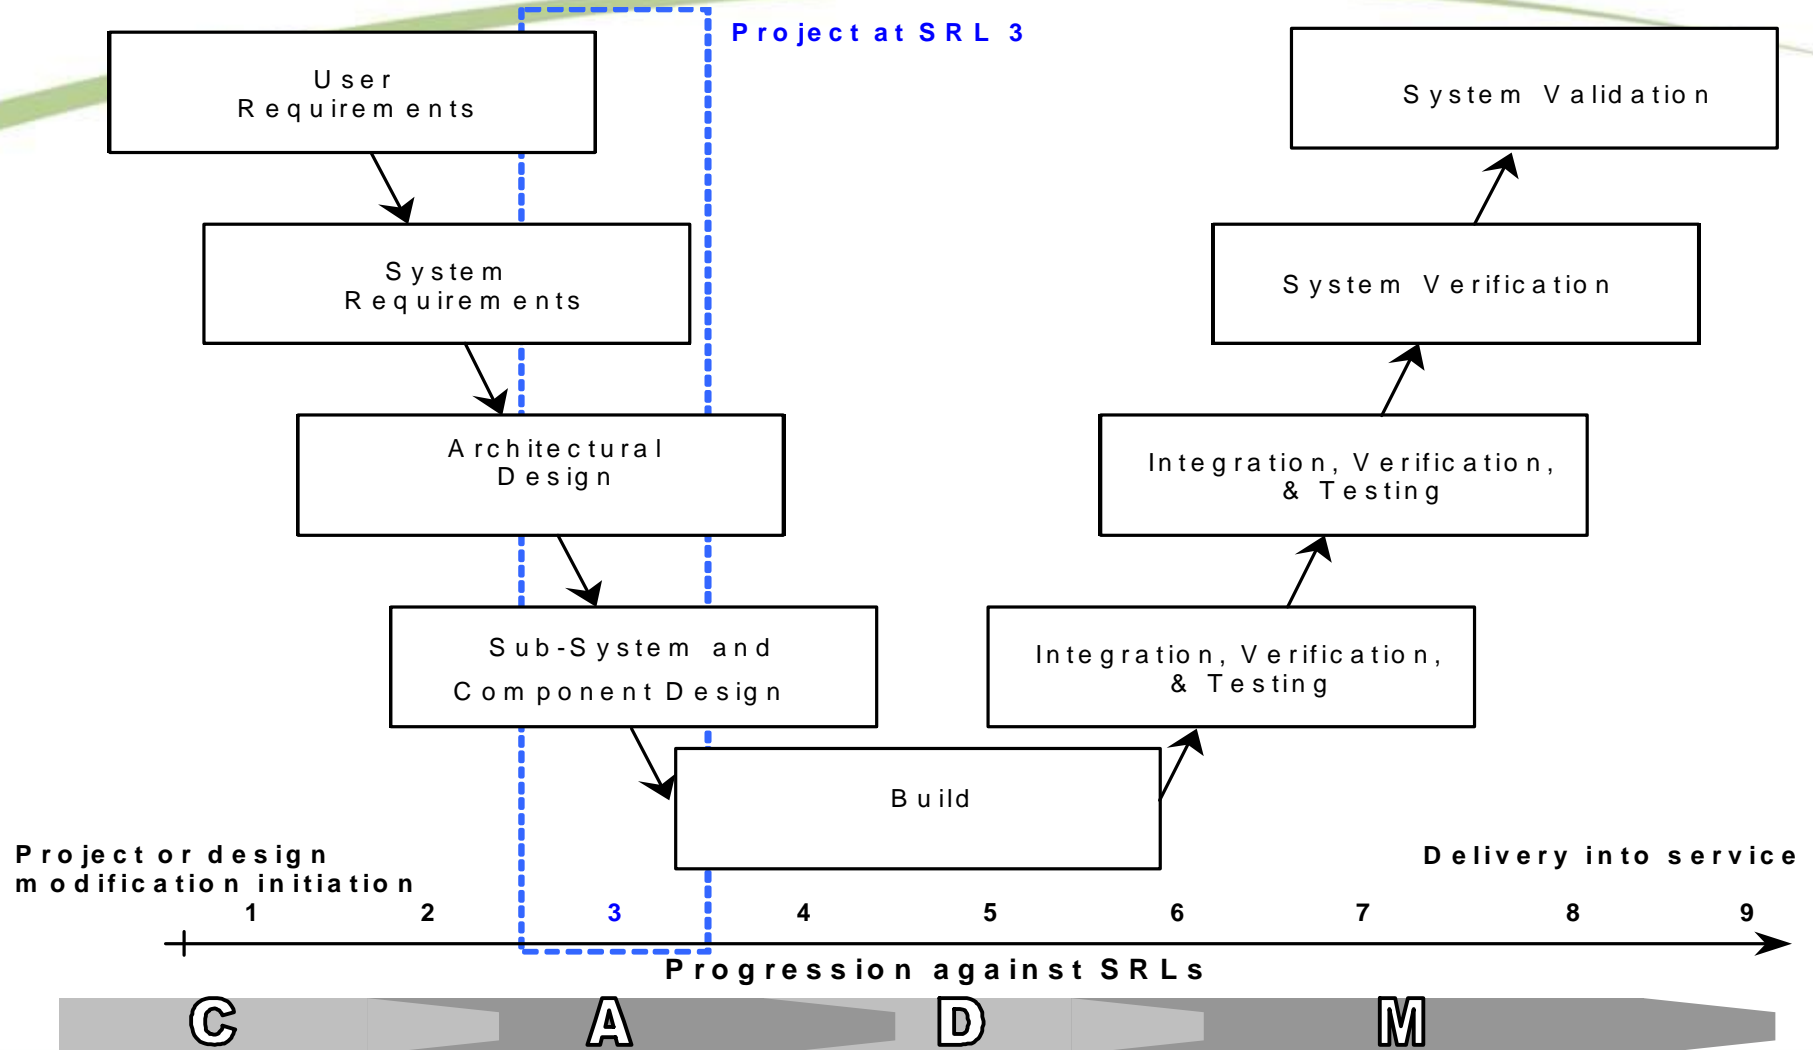 Project at SRL 3
User
Requirements
System Validation
System
Requirements
System Verification
Architectural
Design
Integration, Verification,
& Testing
Sub-System and
Component Design
Integration, Verification,
& Testing
Build
Project or design
modification initiation
Delivery into service
1 2 3 4 5 6 7 8 9
Progression against SRLs
C A D M